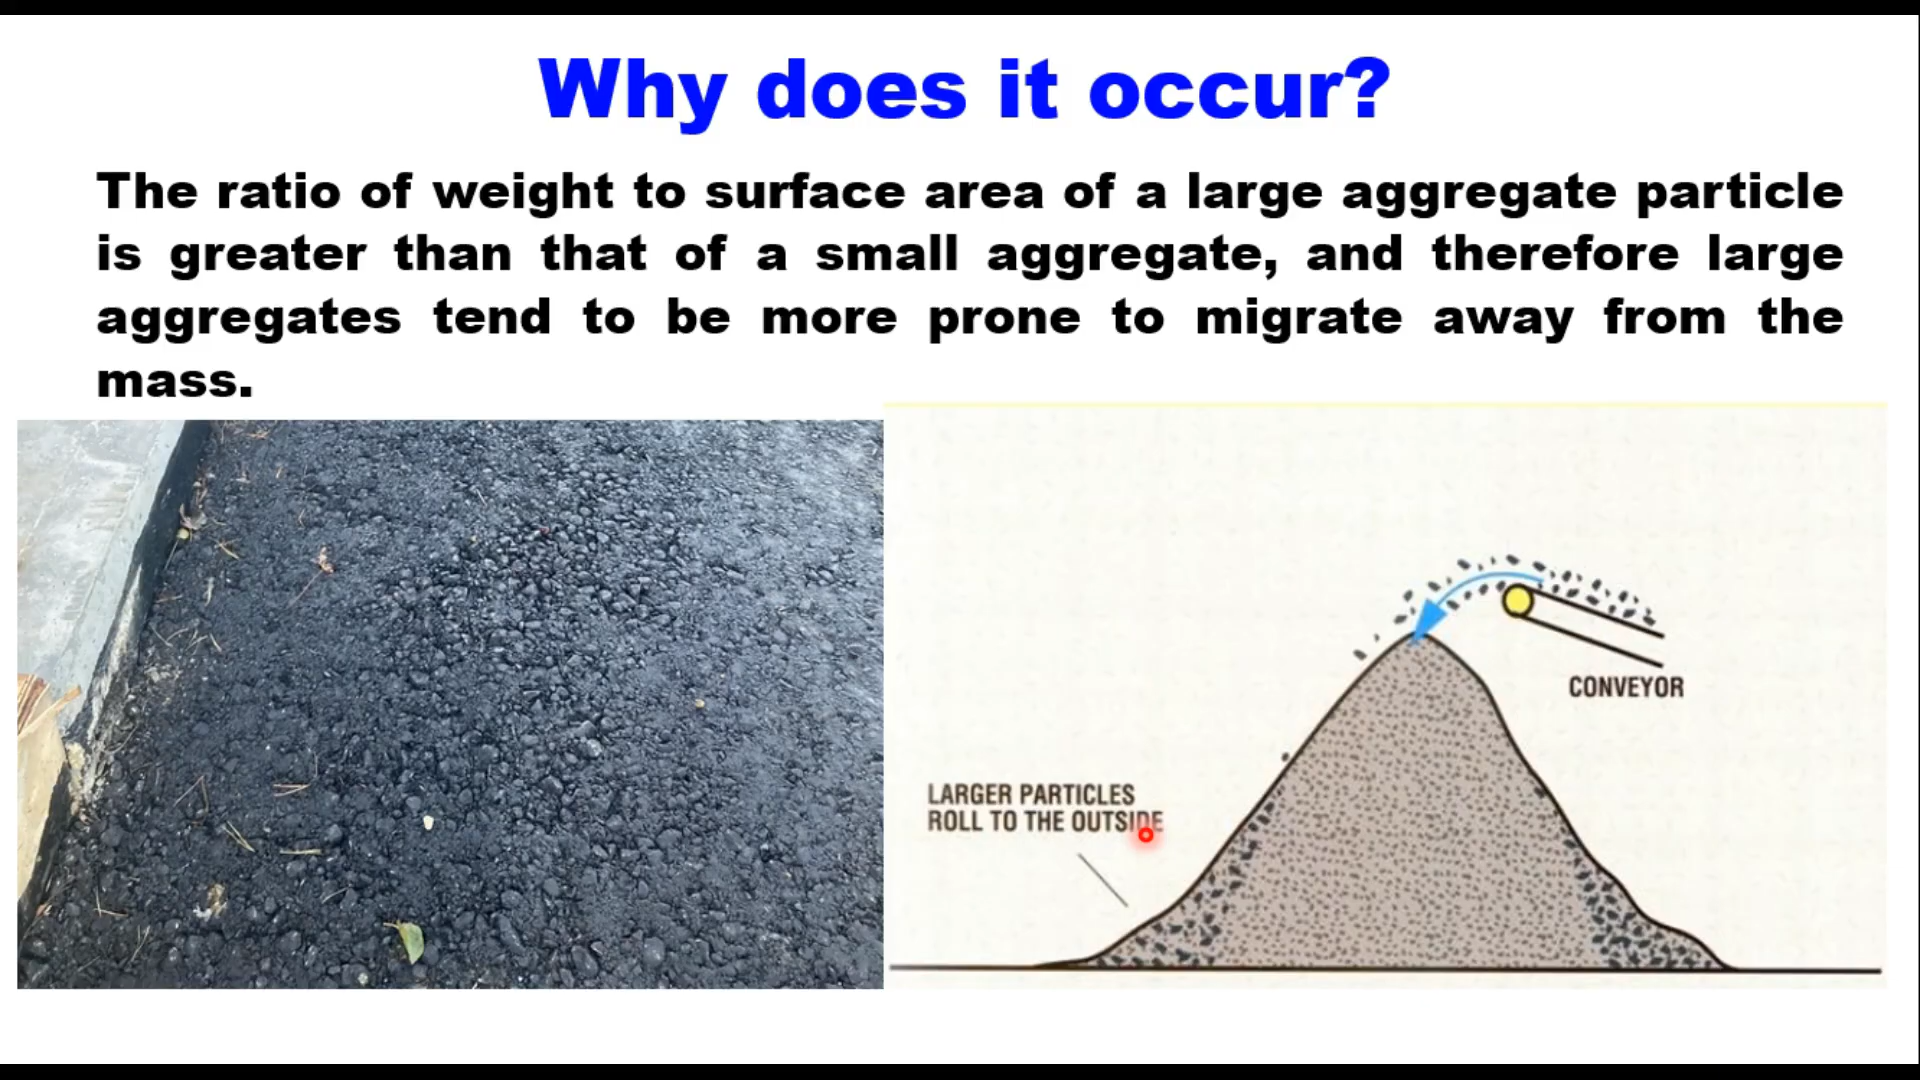 Why does it occur?
The ratio of weight to surface area of a large aggregate particle
is greater than that of a small aggregate, and therefore large
aggregates tend to be more prone to migrate away from the
mass.
CONVEYOR
LARGER PARTICLES
ROLL TO THE OUTSIDE